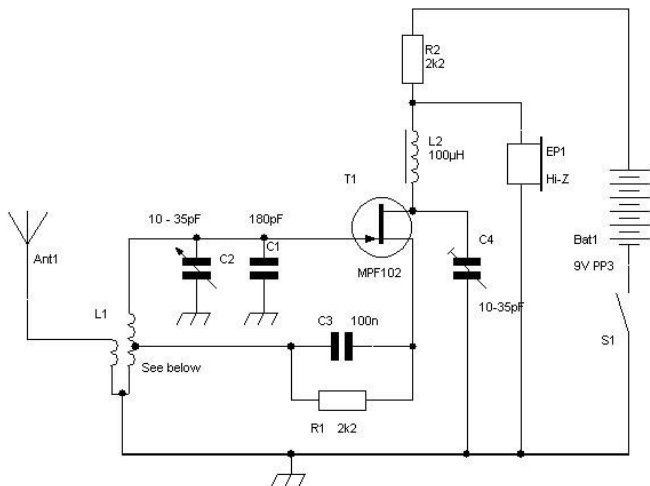 R2
2k2
L2
100µH
EP1
Hi-Z
T1
10 - 35pF
180pF
C2
C1
MPF102
C4
10-35pF
Bat1
9V PP3
Ant1
L1
See below
C3 100n
S1
R1 2k2